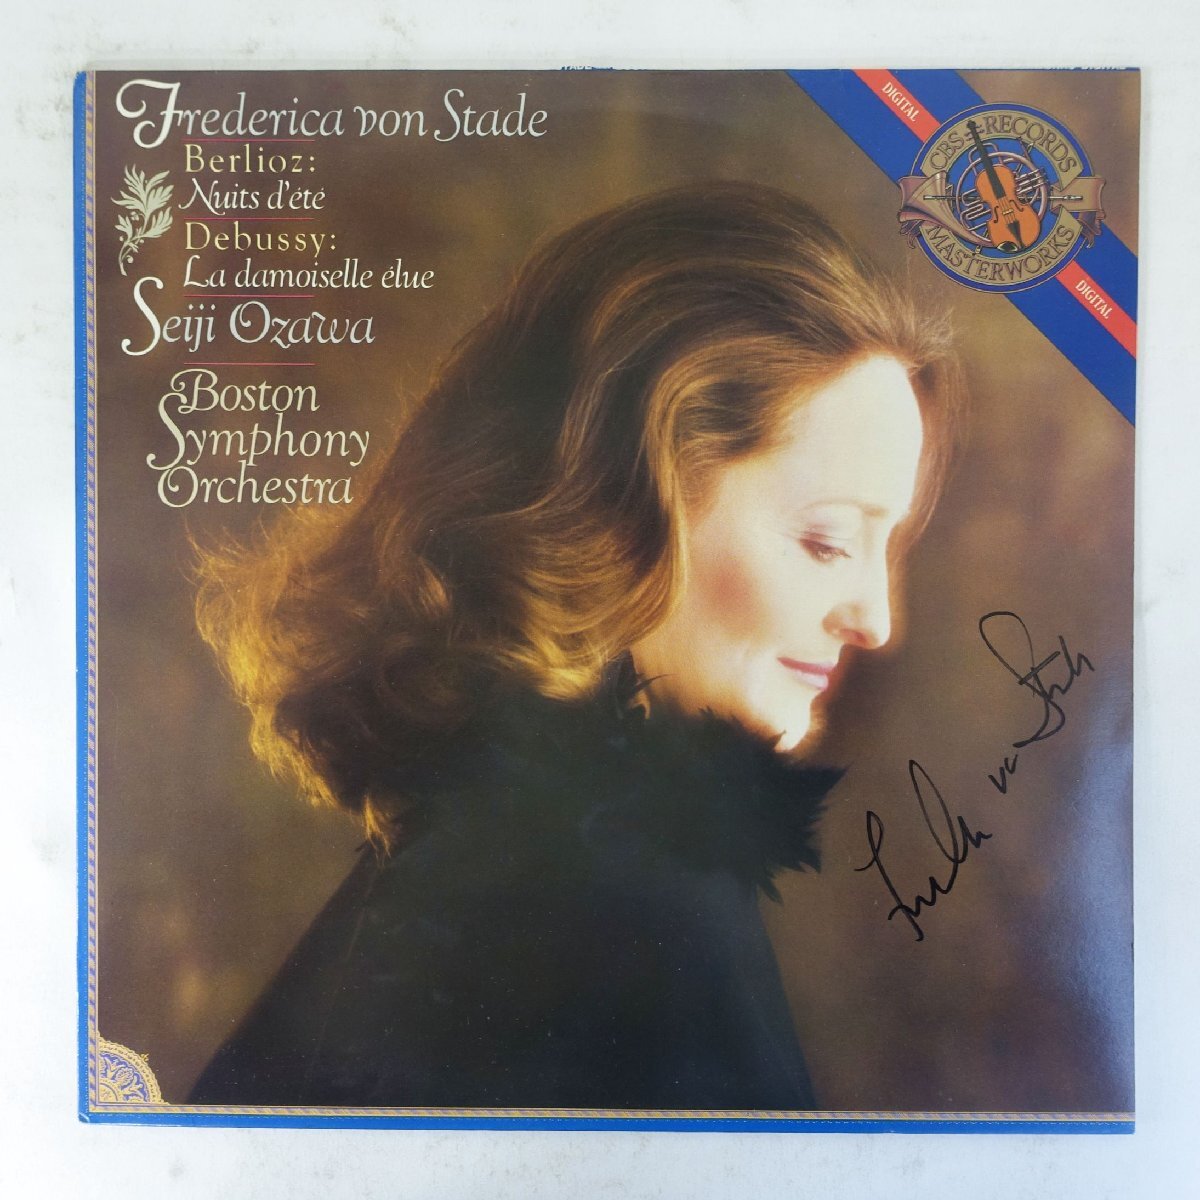 Frederica von Stade
Berlioz:
Nuits d'été
Debussy:
La damoiselle élue
Seiji Ozawa
Boston
Symphony
Orchestra
DIGITAL
CBS RECORDS
MASTERWORKS
DIGITAL